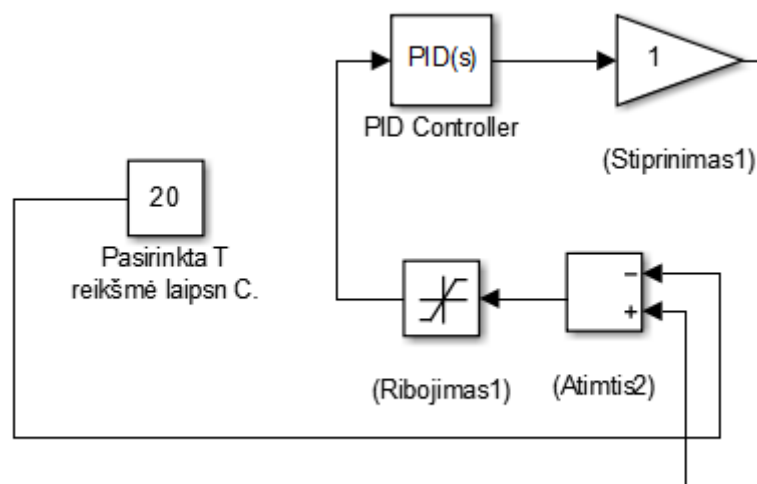 PID(s)
PID Controller
1
(Stiprinimas1)
20
Pasirinkta T
reikšmė laipsn C.
(Ribojimas1)
−
+
(Atimtis2)